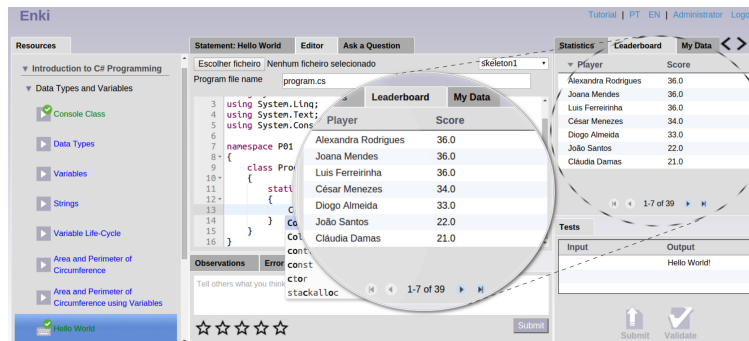 Enki
Tutorial | PT EN | Administrator Logo
Resources
▼ Introduction to C# Programming
▼ Data Types and Variables
Console Class
Data Types
Variables
Strings
Variable Life-Cycle
Area and Perimeter of
Circumference
Area and Perimeter of
Circumference using Variables
Hello World
Statement: Hello World Editor Ask a Question
Escolher ficheiro Nenhum ficheiro selecionado
skeleton1
Program file name program.cs
3 using System.Linq;
4 using System.Text;
5 using System.Cons
6
7 namespace P01
8 {
9 class Pro
10 {
11 stati
12 {
13 C
14 }
15 }
16 }
Co
Col
cont
const
ctor
stackalloc
Observations Error
Tell others what you think
Submit
s Leaderboard My Data
Player Score
Alexandra Rodrigues 36.0
Joana Mendes 36.0
Luis Ferreirinha 36.0
César Menezes 34.0
Diogo Almeida 33.0
João Santos 22.0
Cláudia Damas 21.0
1-7 of 39
Statistics Leaderboard My Data
▼ Player Score
Alexandra Rodrigues 36.0
Joana Mendes 36.0
Luis Ferreirinha 36.0
César Menezes 34.0
Diogo Almeida 33.0
João Santos 22.0
Cláudia Damas 21.0
1-7 of 39
Tests
Input Output
Hello World!
Submit Validate